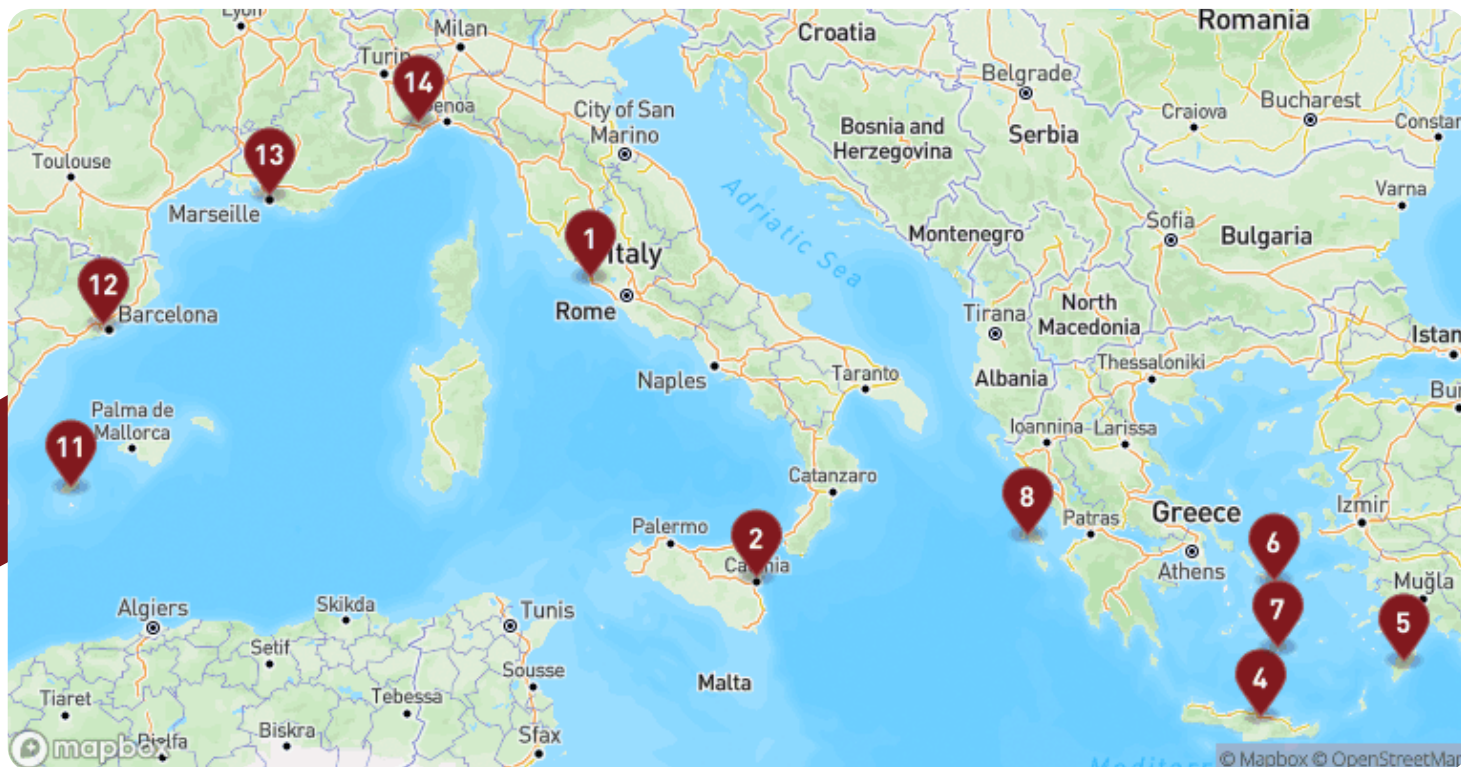 Lyon
Milan
Croatia
Romania
Turin
14
Genoa
Belgrade
City of San
Marino
Bosnia and
Herzegovina
Serbia
Craiova
Bucharest
Constan
Toulouse
13
Marseille
Adriatic Sea
Varna
Montenegro
Sofia
Bulgaria
1
Italy
Rome
12
Barcelona
Tirana
North
Macedonia
Istan
Naples
Taranto
Albania
Thessaloniki
Bur
Palma de
Mallorca
11
Ioannina
Larissa
Catanzaro
8
Patras
Greece
Izmir
Palermo
2
Catania
6
Athens
Muğla
Algiers
Skikda
Tunis
7
5
Setif
Sousse
Malta
4
Tiaret
Tebessa
Biskra
Sfax
Djelfa
mapbox
Mediterr
© Mapbox © OpenStreetMap